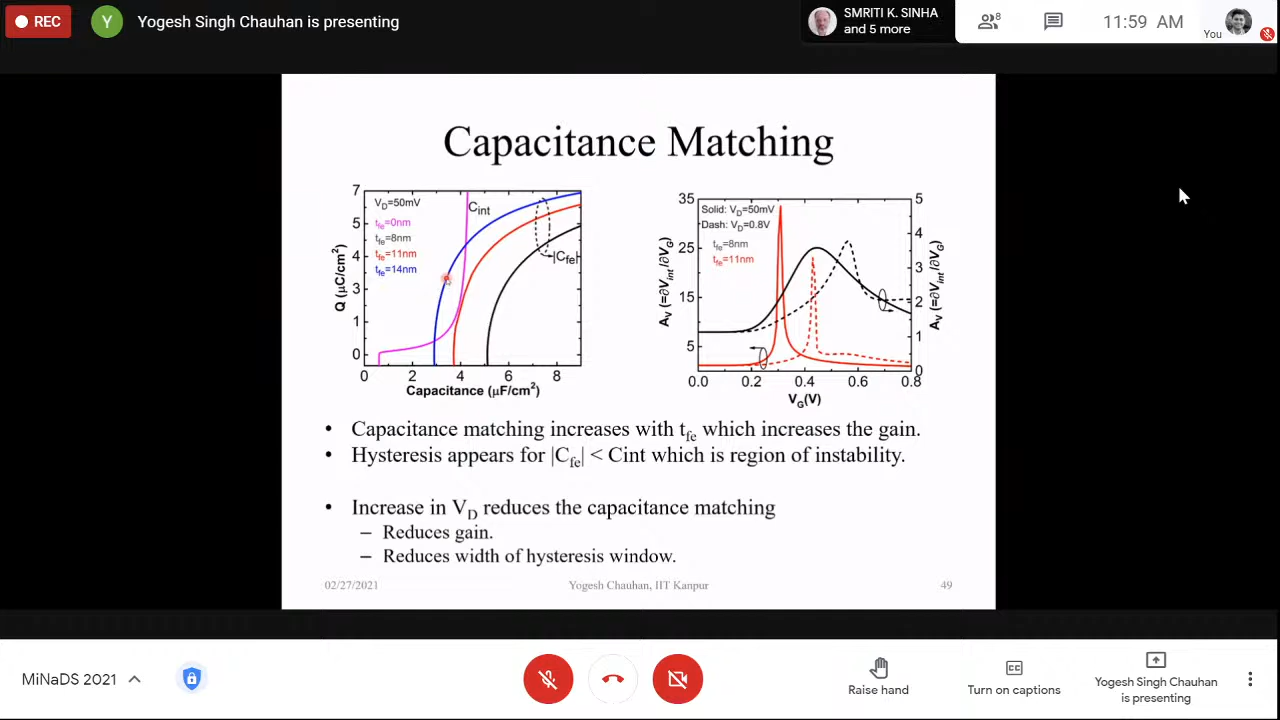 REC
Y
Yogesh Singh Chauhan is presenting
SMRITI K. SINHA
and 5 more
8
11:59 AM
You
Capacitance Matching
7
5
4
3
1
0
0 2 4 6 8
Q (μC/cm²)
Capacitance (μF/cm²)
V_D=50mV
t_fe=0nm
t_fe=8nm
t_fe=11nm
t_fe=14nm
C_int
|C_fe|
35
25
15
5
A_V (=∂V_int/∂V_G)
Solid: V_D=50mV
Dash: V_D=0.8V
t_fe=8nm
t_fe=11nm
5
4
3
2
1
0
A_V (=∂V_int/∂V_G)
0.0 0.2 0.4 0.6 0.8
V_G(V)
• Capacitance matching increases with t_fe which increases the gain.
• Hysteresis appears for |C_fe| < Cint which is region of instability.
• Increase in V_D reduces the capacitance matching
– Reduces gain.
– Reduces width of hysteresis window.
02/27/2021 Yogesh Chauhan, IIT Kanpur 49
MiNaDS 2021
Raise hand
CC
Turn on captions
Yogesh Singh Chauhan
is presenting